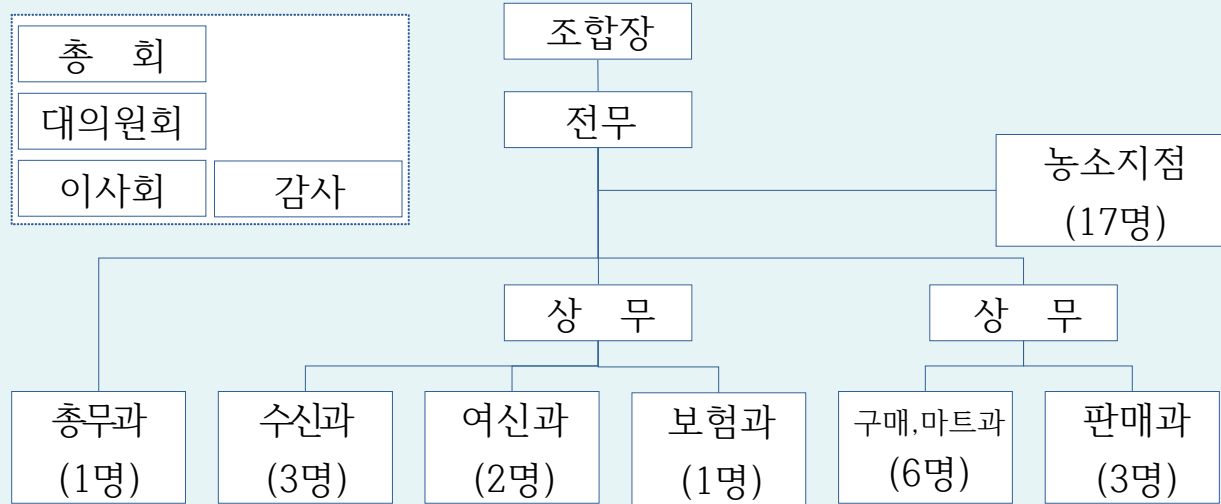 총 회
대의원회
이사회
감사
조합장
전무
농소지점
(17명)
상 무
상 무
총무과
(1명)
수신과
(3명)
여신과
(2명)
보험과
(1명)
구매,마트과
(6명)
판매과
(3명)